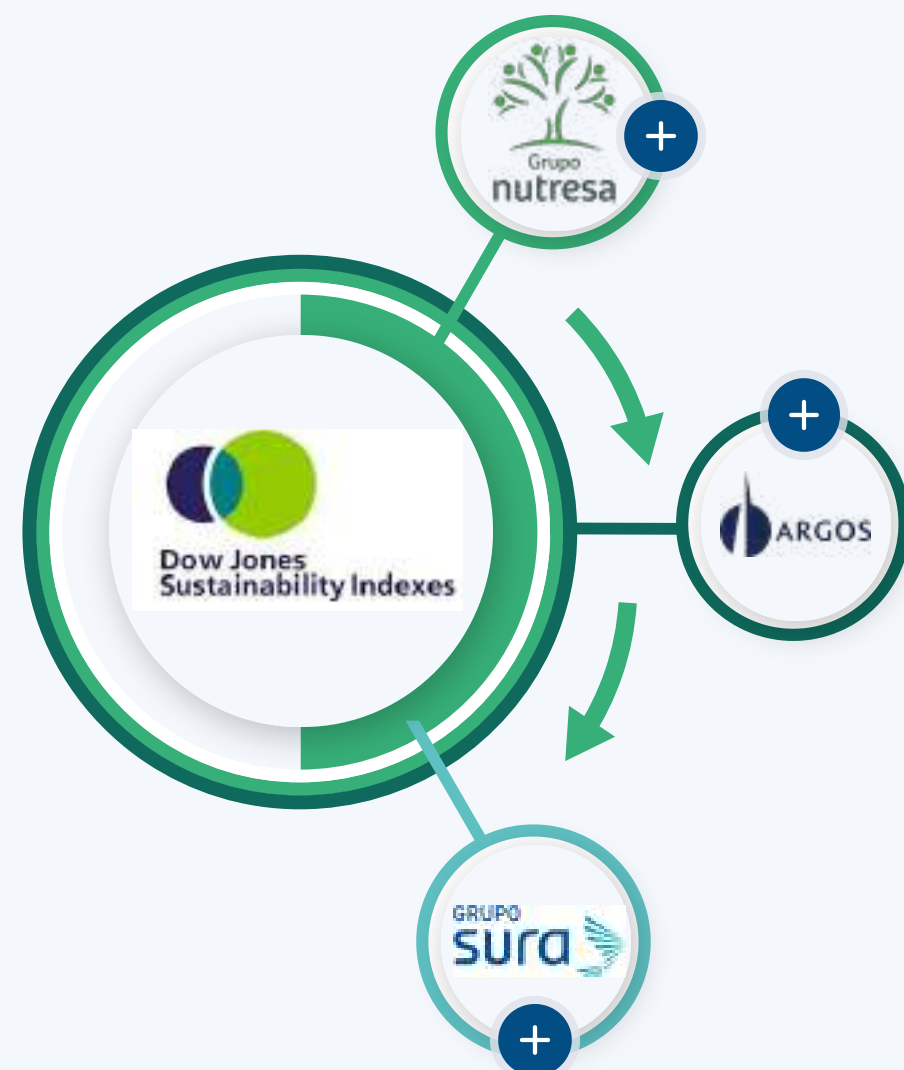 Grupo
nutresa
Dow Jones
Sustainability Indexes
ARGOS
GRUPO
sura